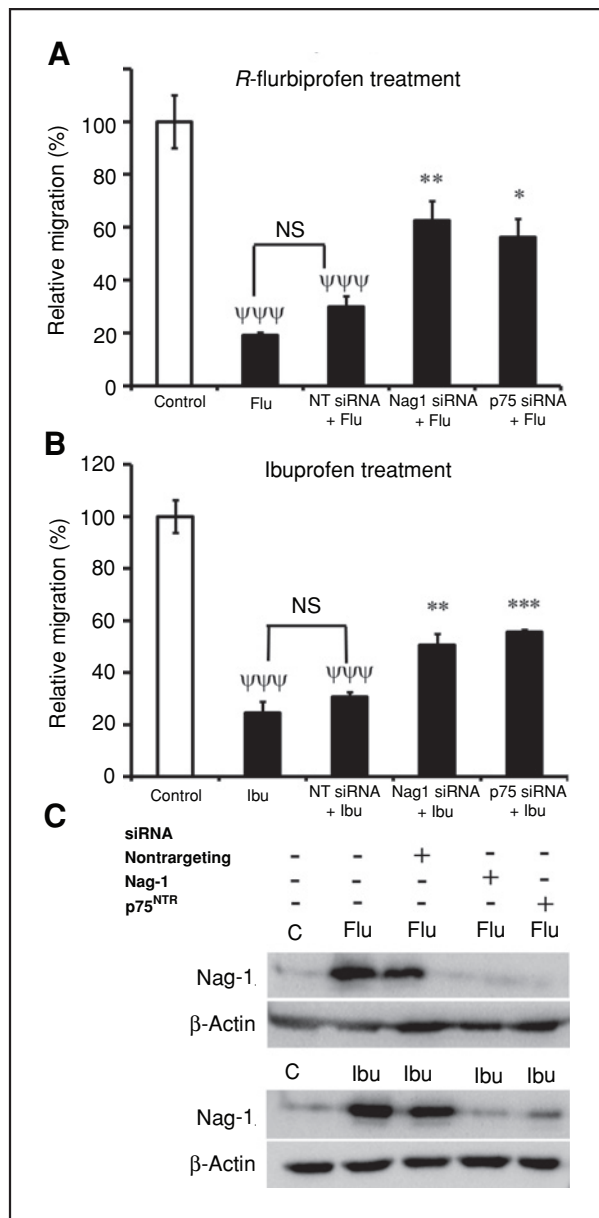 A
R-flurbiprofen treatment
Relative migration (%)
100
80
60
40
20
0
NS
ψψψ
ψψψ
**
*
Control
Flu
NT siRNA
+ Flu
Nag1 siRNA
+ Flu
p75 siRNA
+ Flu
B
Ibuprofen treatment
Relative migration (%)
120
100
80
60
40
20
0
NS
ψψψ
ψψψ
**
***
Control
Ibu
NT siRNA
+ Ibu
Nag1 siRNA
+ Ibu
p75 siRNA
+ Ibu
C
siRNA
Nontargeting - - + - -
Nag-1 - - - + -
p75NTR - - - - +
C Flu Flu Flu Flu
Nag-1
β-Actin
C Ibu Ibu Ibu Ibu
Nag-1
β-Actin